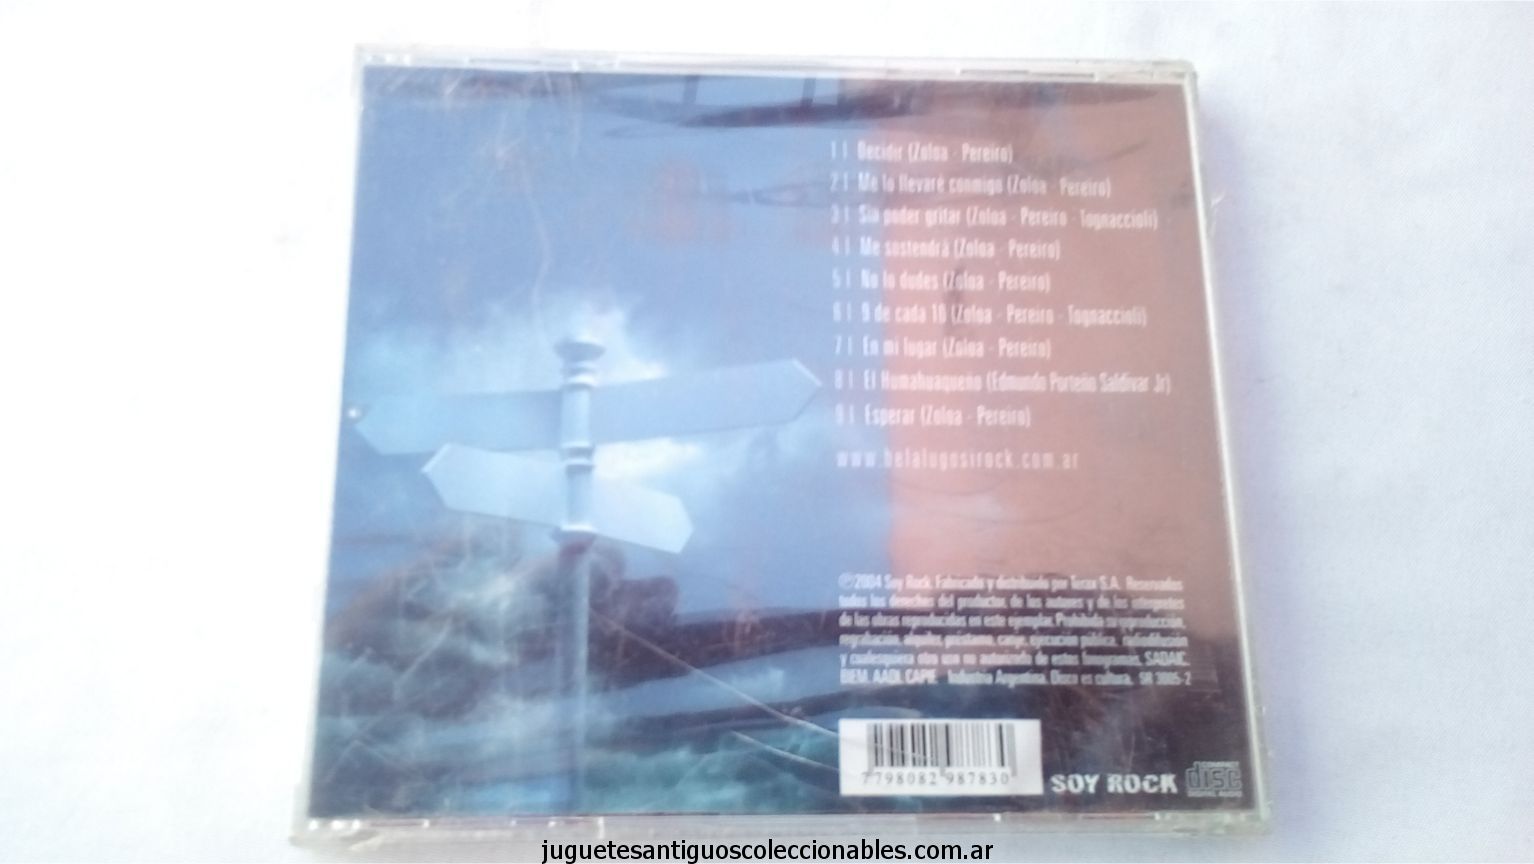 1 | Decidir (Zoloa - Pereiro)
2 | Me lo llevaré conmigo (Zoloa - Pereiro)
3 | Sin poder gritar (Zoloa - Pereiro - Tognaccioli)
4 | Me sostendrá (Zoloa - Pereiro)
5 | No lo dudes (Zoloa - Pereiro)
6 | 9 de cada 10 (Zoloa - Pereiro - Tognaccioli)
7 | En mi lugar (Zoloa - Pereiro)
8 | El Humahuaqueño (Edmundo Porteño Saldivar Jr)
9 | Esperar (Zoloa - Pereiro)
www.belalugosirock.com.ar
℗2004 Soy Rock. Fabricado y distribuido por Terax S.A. Reservados
todos los derechos del productor, de los autores y de los intérpretes
de las obras reproducidas en este ejemplar. Prohibida su reproducción,
regrabación, alquiler, préstamo, canje, ejecución pública, radiodifusión
y cualesquiera otro uso no autorizado de estos fonogramas. SADAIC.
BIEM. AADI. CAPIF. Industria Argentina. Disco es cultura. SR 3005-2
7 798082 987830
SOY ROCK
COMPACT
disc
DIGITAL AUDIO
juguetesantiguoscoleccionables.com.ar